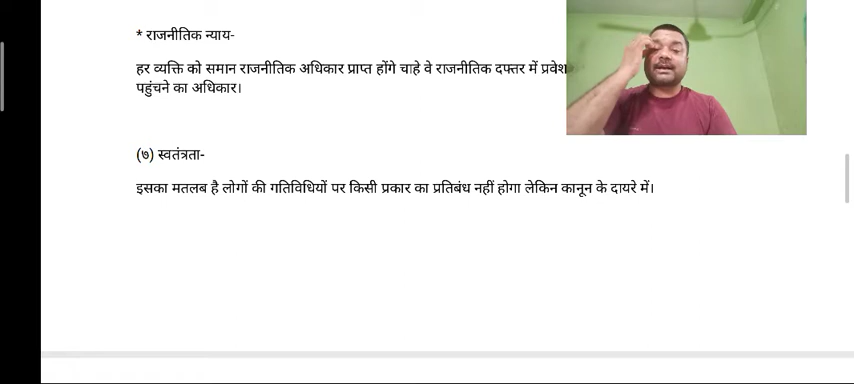 * राजनीतिक न्याय-
हर व्यक्ति को समान राजनीतिक अधिकार प्राप्त होंगे चाहे वे राजनीतिक दफ्तर में प्रवेश
पहुंचने का अधिकार।
(७) स्वतंत्रता-
इसका मतलब है लोगों की गतिविधियों पर किसी प्रकार का प्रतिबंध नहीं होगा लेकिन कानून के दायरे में।